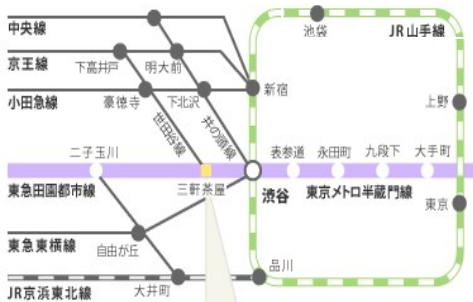 中央線
池袋
JR山手線
京王線
下高井戸
明大前
小田急線
豪徳寺
下北沢
新宿
上野
世田谷線
井の頭線
二子玉川
表参道
永田町
九段下
大手町
東急田園都市線
三軒茶屋
渋谷
東京メトロ半蔵門線
東京
東急東横線
自由が丘
品川
JR京浜東北線
大井町